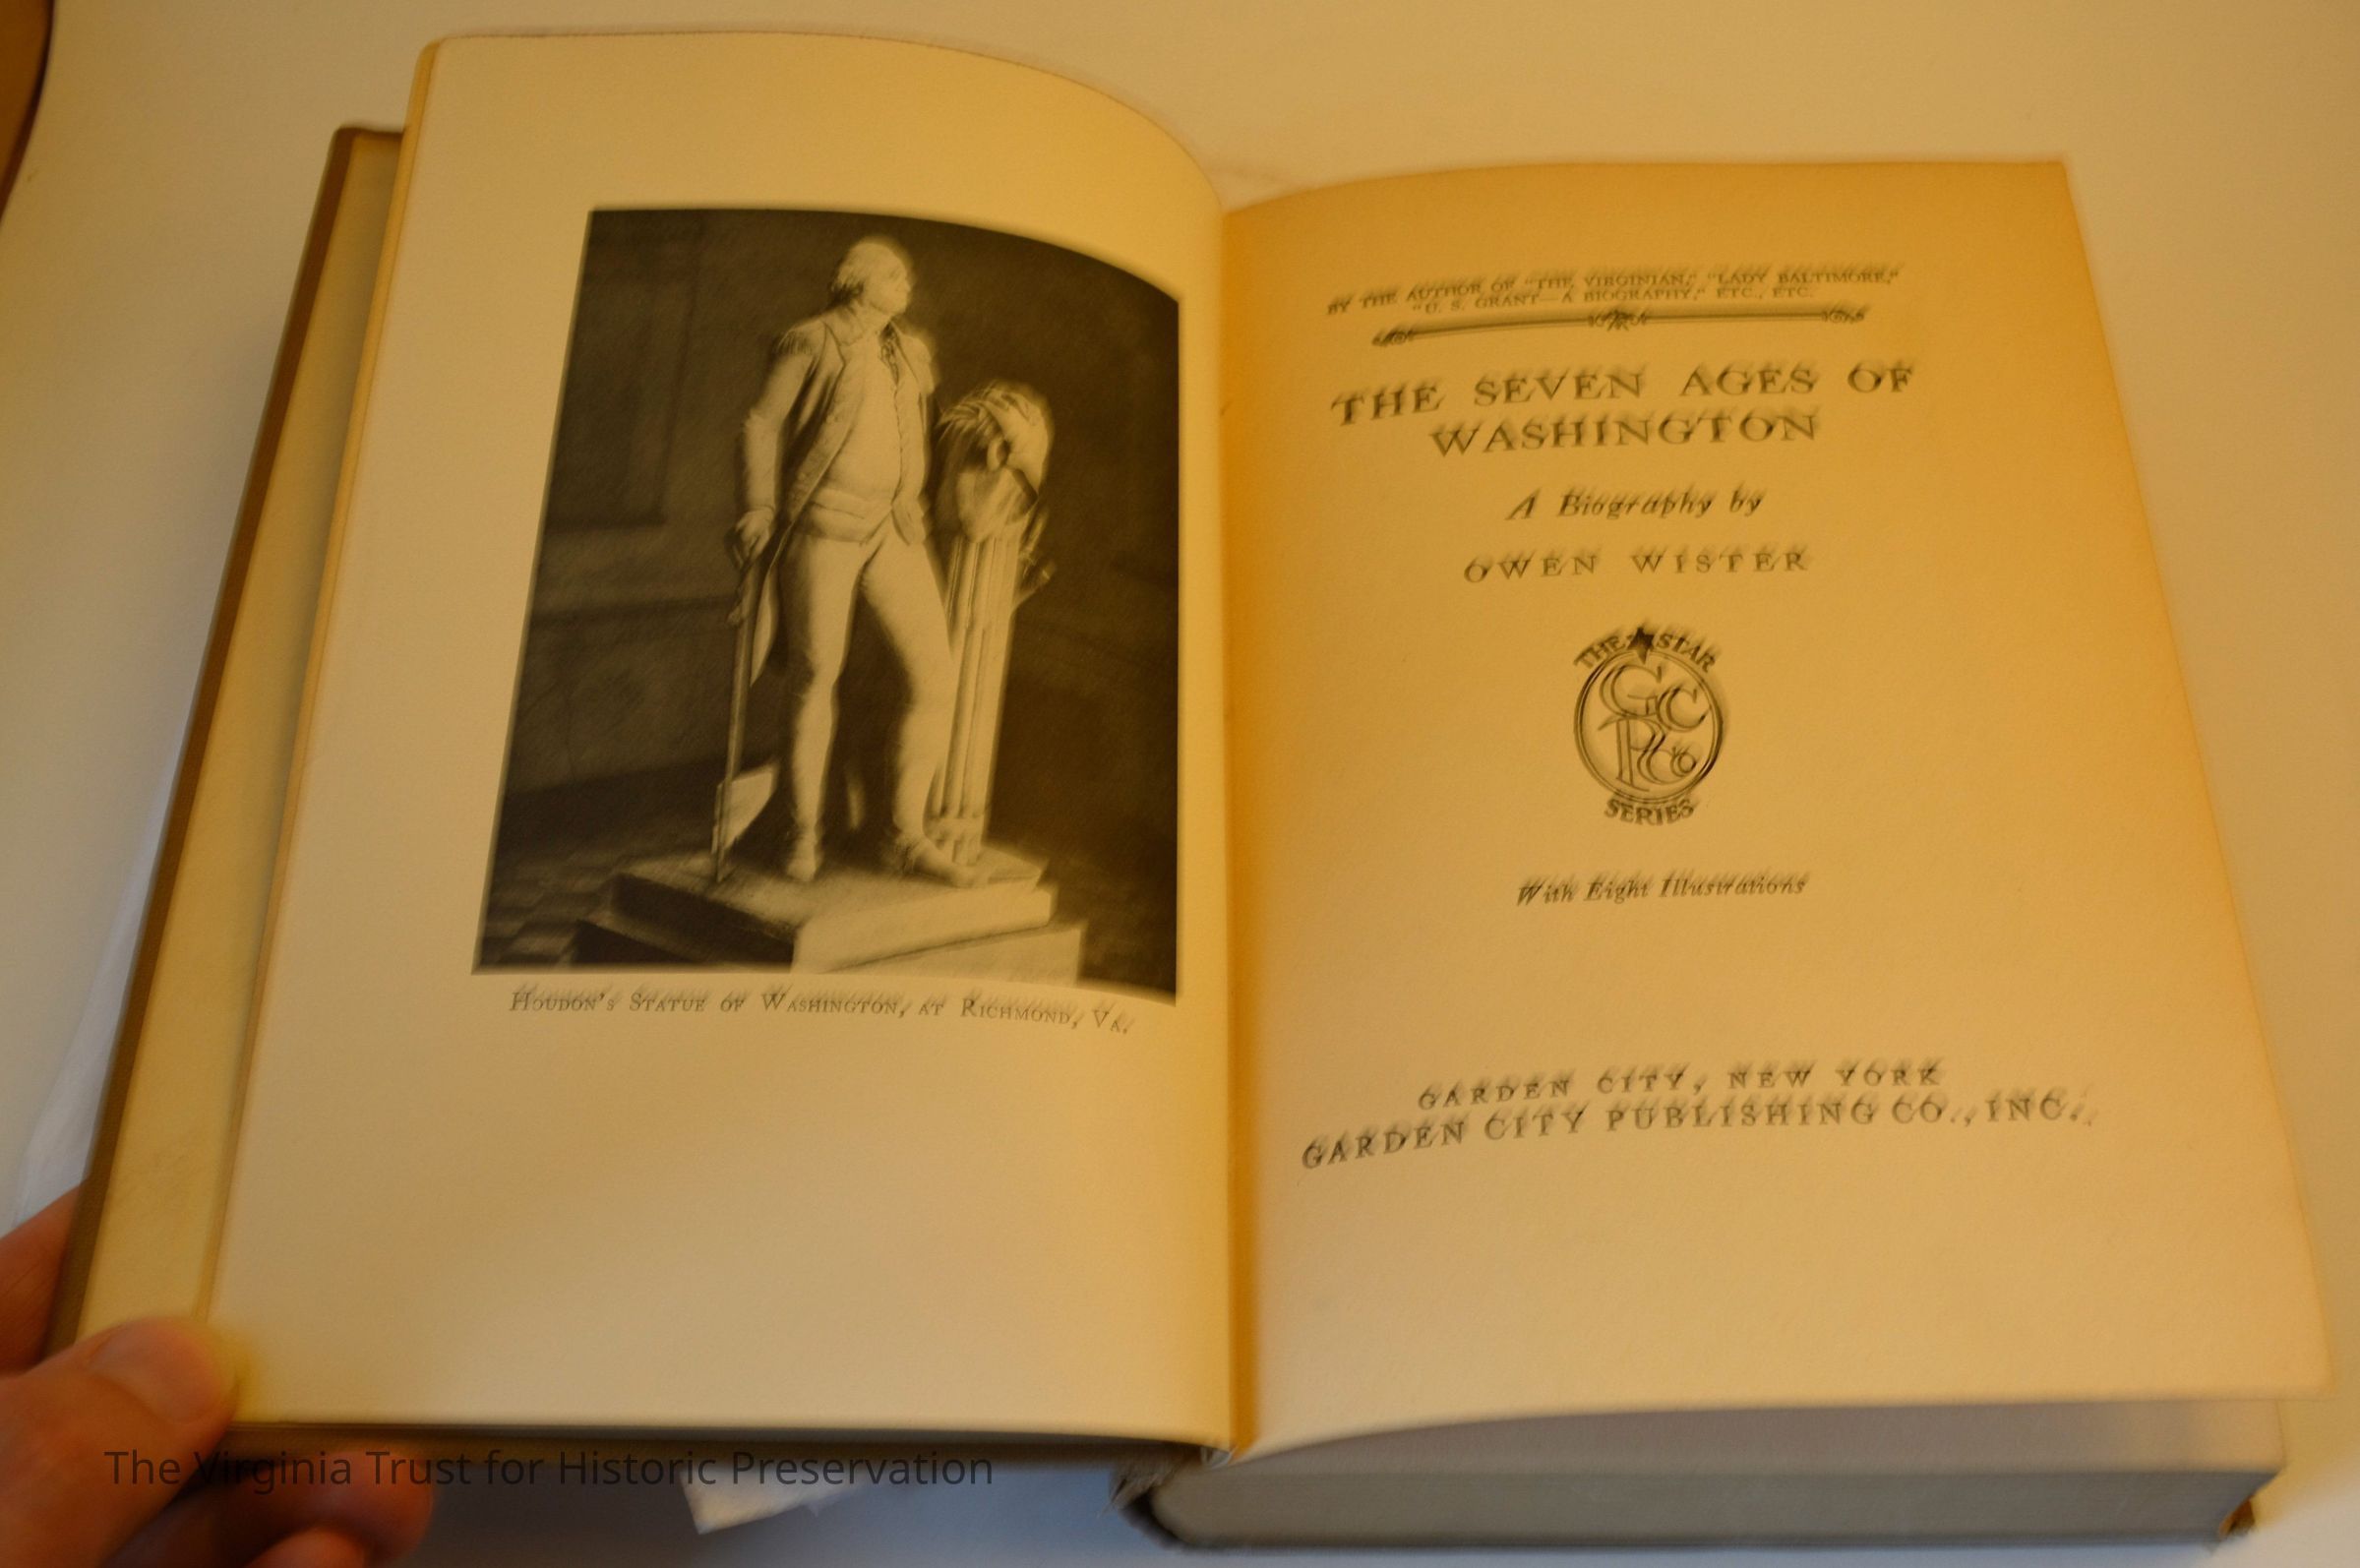 Houdon's Statue of Washington, at Richmond, Va.
BY THE AUTHOR OF "THE VIRGINIAN," "LADY BALTIMORE,"
"U. S. GRANT—A BIOGRAPHY," ETC., ETC.
THE SEVEN AGES OF
WASHINGTON
A Biography by
OWEN WISTER
THE STAR
G C
P Co
SERIES
With Eight Illustrations
GARDEN CITY, NEW YORK
GARDEN CITY PUBLISHING CO., INC.
The Virginia Trust for Historic Preservation